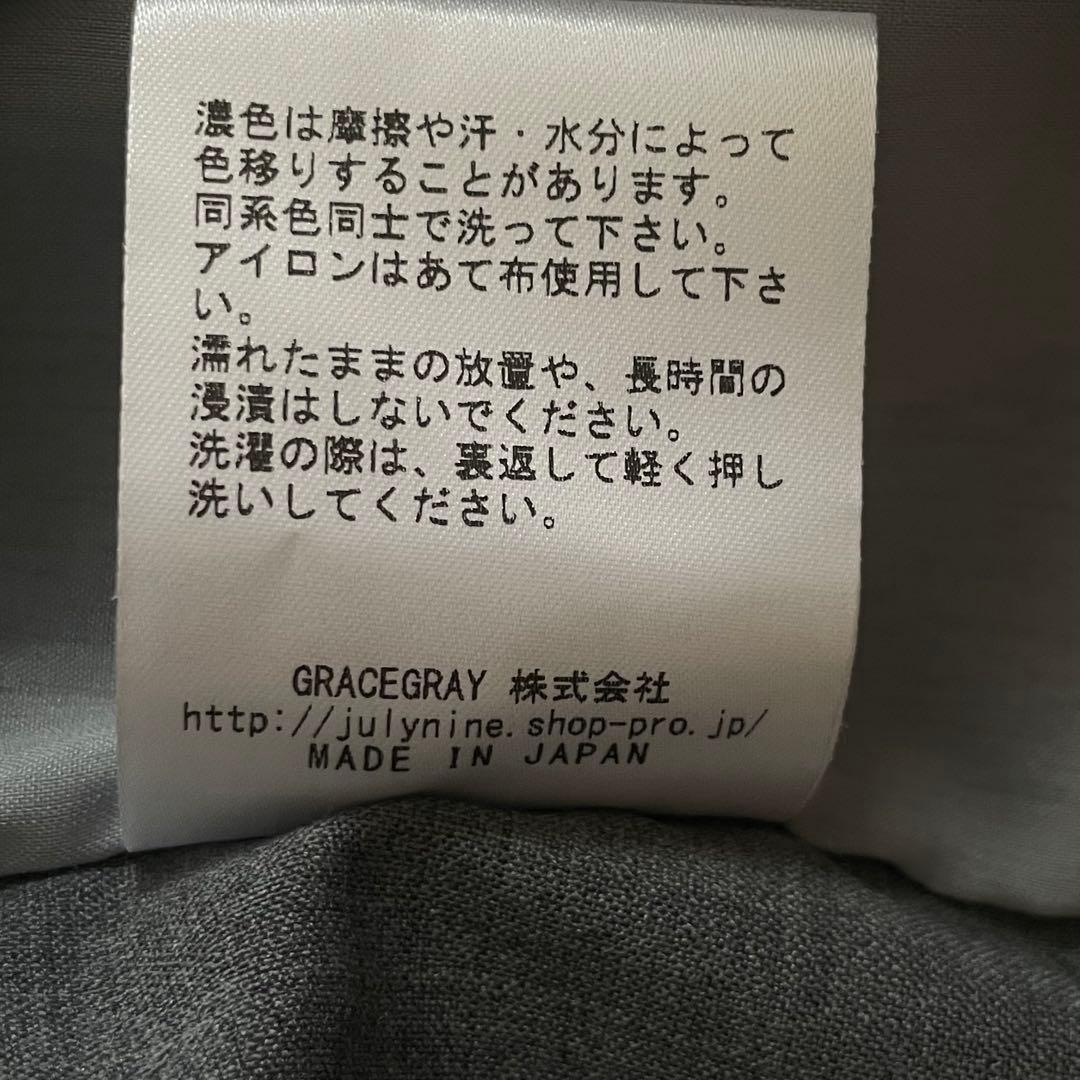 濃色は摩擦や汗・水分によって
色移りすることがあります。
同系色同士で洗って下さい。
アイロンはあて布使用して下さ
い。
濡れたままの放置や、長時間の
浸漬はしないでください。
洗濯の際は、裏返して軽く押し
洗いしてください。
GRACEGRAY 株式会社
http://julynine.shop-pro.jp/
MADE IN JAPAN